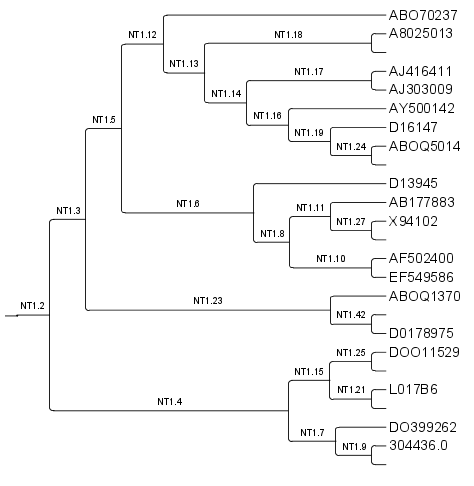 ABO70237
NT1.12
A8025013
NT1.18
NT1.13
AJ416411
NT1.17
AJ303009
NT1.14
AY500142
NT1.16
NT1.5
D16147
NT1.19
ABOQ5014
NT1.24
D13945
AB177883
NT1.6
NT1.11
NT1.3
X94102
NT1.27
NT1.8
AF502400
NT1.10
EF549586
ABOQ1370
NT1.23
NT1.2
NT1.42
D0178975
DOO11529
NT1.25
NT1.15
L017B6
NT1.21
NT1.4
DO399262
NT1.7
304436.0
NT1.9